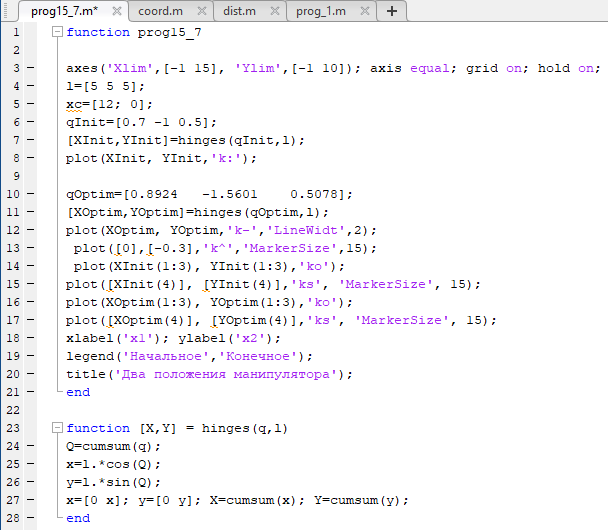 prog15_7.m* coord.m dist.m prog_1.m +
1 function prog15_7
2
3 – axes('Xlim',[-1 15], 'Ylim',[-1 10]); axis equal; grid on; hold on;
4 – l=[5 5 5];
5 – xc=[12; 0];
6 – qInit=[0.7 -1 0.5];
7 – [XInit,YInit]=hinges(qInit,l);
8 – plot(XInit, YInit,'k:');
9
10 – qOptim=[0.8924 -1.5601 0.5078];
11 – [XOptim,YOptim]=hinges(qOptim,l);
12 – plot(XOptim, YOptim,'k-','LineWidt',2);
13 – plot([0],[-0.3],'k^','MarkerSize',15);
14 – plot(XInit(1:3), YInit(1:3),'ko');
15 – plot([XInit(4)], [YInit(4)],'ks', 'MarkerSize', 15);
16 – plot(XOptim(1:3), YOptim(1:3),'ko');
17 – plot([XOptim(4)], [YOptim(4)],'ks', 'MarkerSize', 15);
18 – xlabel('x1'); ylabel('x2');
19 – legend('Начальное','Конечное');
20 – title('Два положения манипулятора');
21 – end
22
23 function [X,Y] = hinges(q,l)
24 – Q=cumsum(q);
25 – x=l.*cos(Q);
26 – y=l.*sin(Q);
27 – x=[0 x]; y=[0 y]; X=cumsum(x); Y=cumsum(y);
28 – end